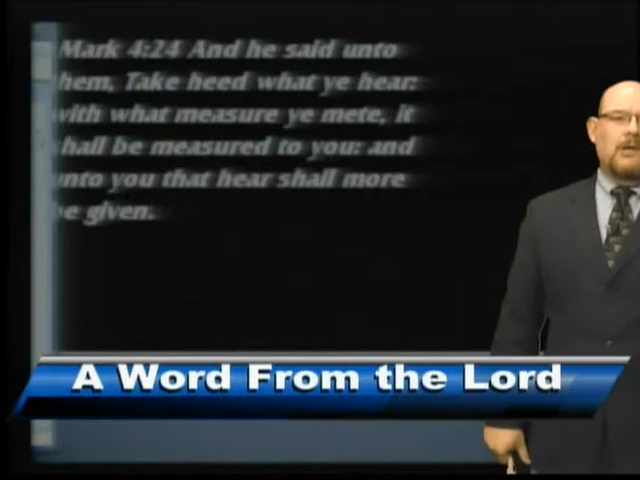 Mark 4:24 And he said unto
hem, Take heed what ye hear:
with what measure ye mete, it
hall be measured to you: and
unto you that hear shall more
be given.
A Word From the Lord